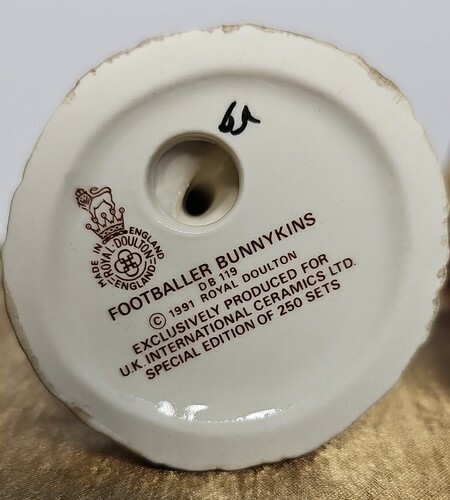 MADE IN ENGLAND
ROYAL · DOULTON
ENGLAND
FOOTBALLER BUNNYKINS
DB 119
© 1991 ROYAL DOULTON
EXCLUSIVELY PRODUCED FOR
U.K. INTERNATIONAL CERAMICS LTD.
SPECIAL EDITION OF 250 SETS